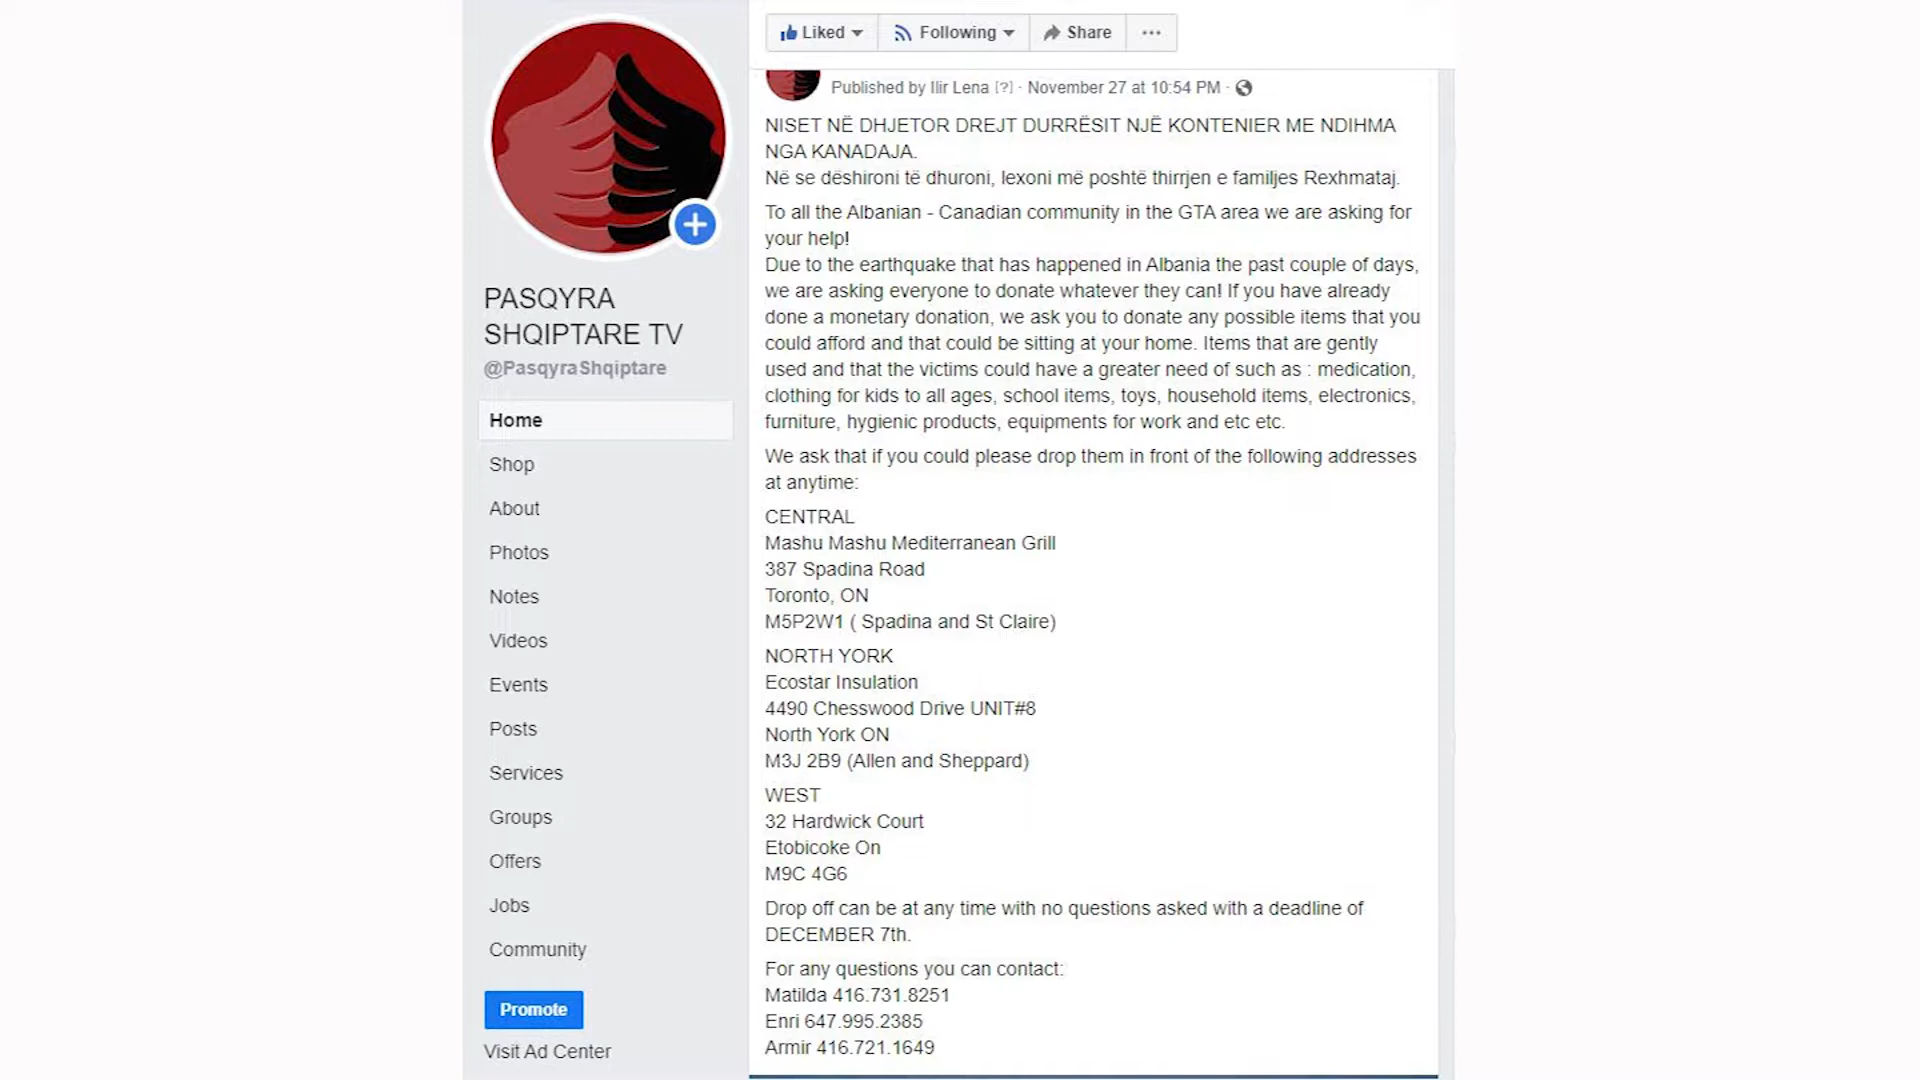 Liked
Following
Share
Published by Ilir Lena [?] · November 27 at 10:54 PM ·
NISET NË DHJETOR DREJT DURRËSIT NJË KONTENIER ME NDIHMA
NGA KANADAJA.
Në se dëshironi të dhuroni, lexoni më poshtë thirrjen e familjes Rexhmataj.
To all the Albanian - Canadian community in the GTA area we are asking for
your help!
Due to the earthquake that has happened in Albania the past couple of days,
we are asking everyone to donate whatever they can! If you have already
done a monetary donation, we ask you to donate any possible items that you
could afford and that could be sitting at your home. Items that are gently
used and that the victims could have a greater need of such as : medication,
clothing for kids to all ages, school items, toys, household items, electronics,
furniture, hygienic products, equipments for work and etc etc.
We ask that if you could please drop them in front of the following addresses
at anytime:
CENTRAL
Mashu Mashu Mediterranean Grill
387 Spadina Road
Toronto, ON
M5P2W1 ( Spadina and St Claire)
NORTH YORK
Ecostar Insulation
4490 Chesswood Drive UNIT#8
North York ON
M3J 2B9 (Allen and Sheppard)
WEST
32 Hardwick Court
Etobicoke On
M9C 4G6
Drop off can be at any time with no questions asked with a deadline of
DECEMBER 7th.
For any questions you can contact:
Matilda 416.731.8251
Enri 647.995.2385
Armir 416.721.1649
PASQYRA
SHQIPTARE TV
@PasqyraShqiptare
Home
Shop
About
Photos
Notes
Videos
Events
Posts
Services
Groups
Offers
Jobs
Community
Promote
Visit Ad Center